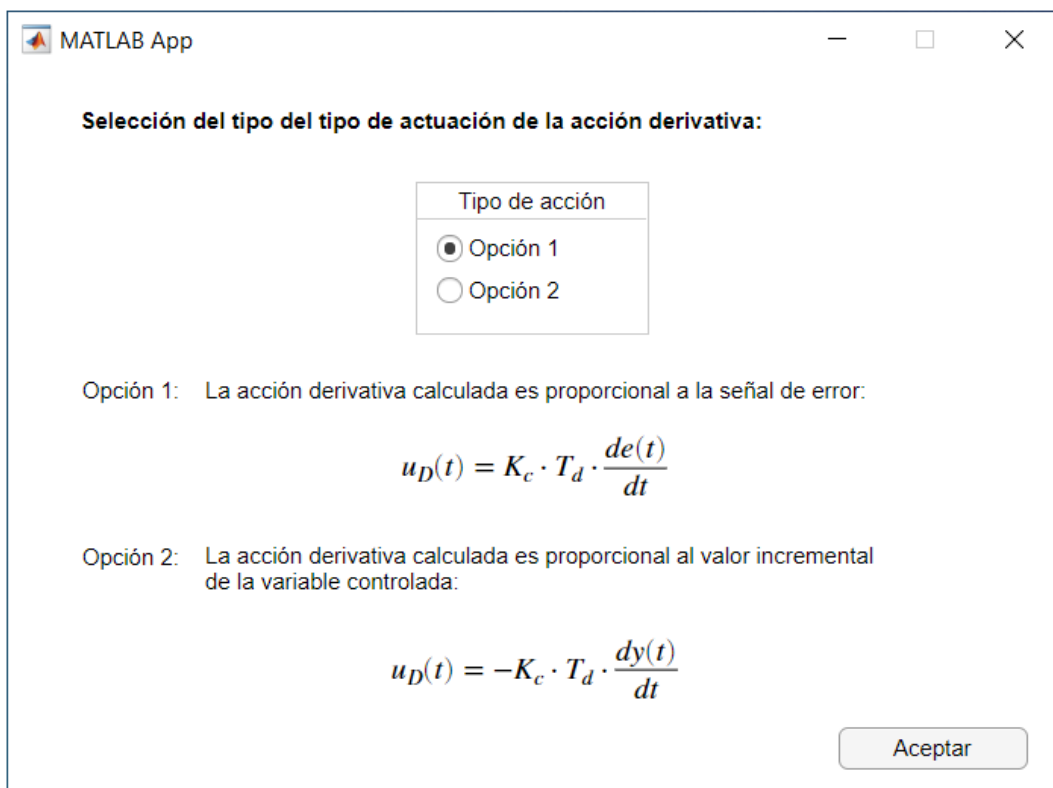 MATLAB App
Selección del tipo del tipo de actuación de la acción derivativa:
Tipo de acción
Opción 1
Opción 2
Opción 1: La acción derivativa calculada es proporcional a la señal de error:
u_D(t) = K_c · T_d · de(t)/dt
Opción 2: La acción derivativa calculada es proporcional al valor incremental
de la variable controlada:
u_D(t) = −K_c · T_d · dy(t)/dt
Aceptar